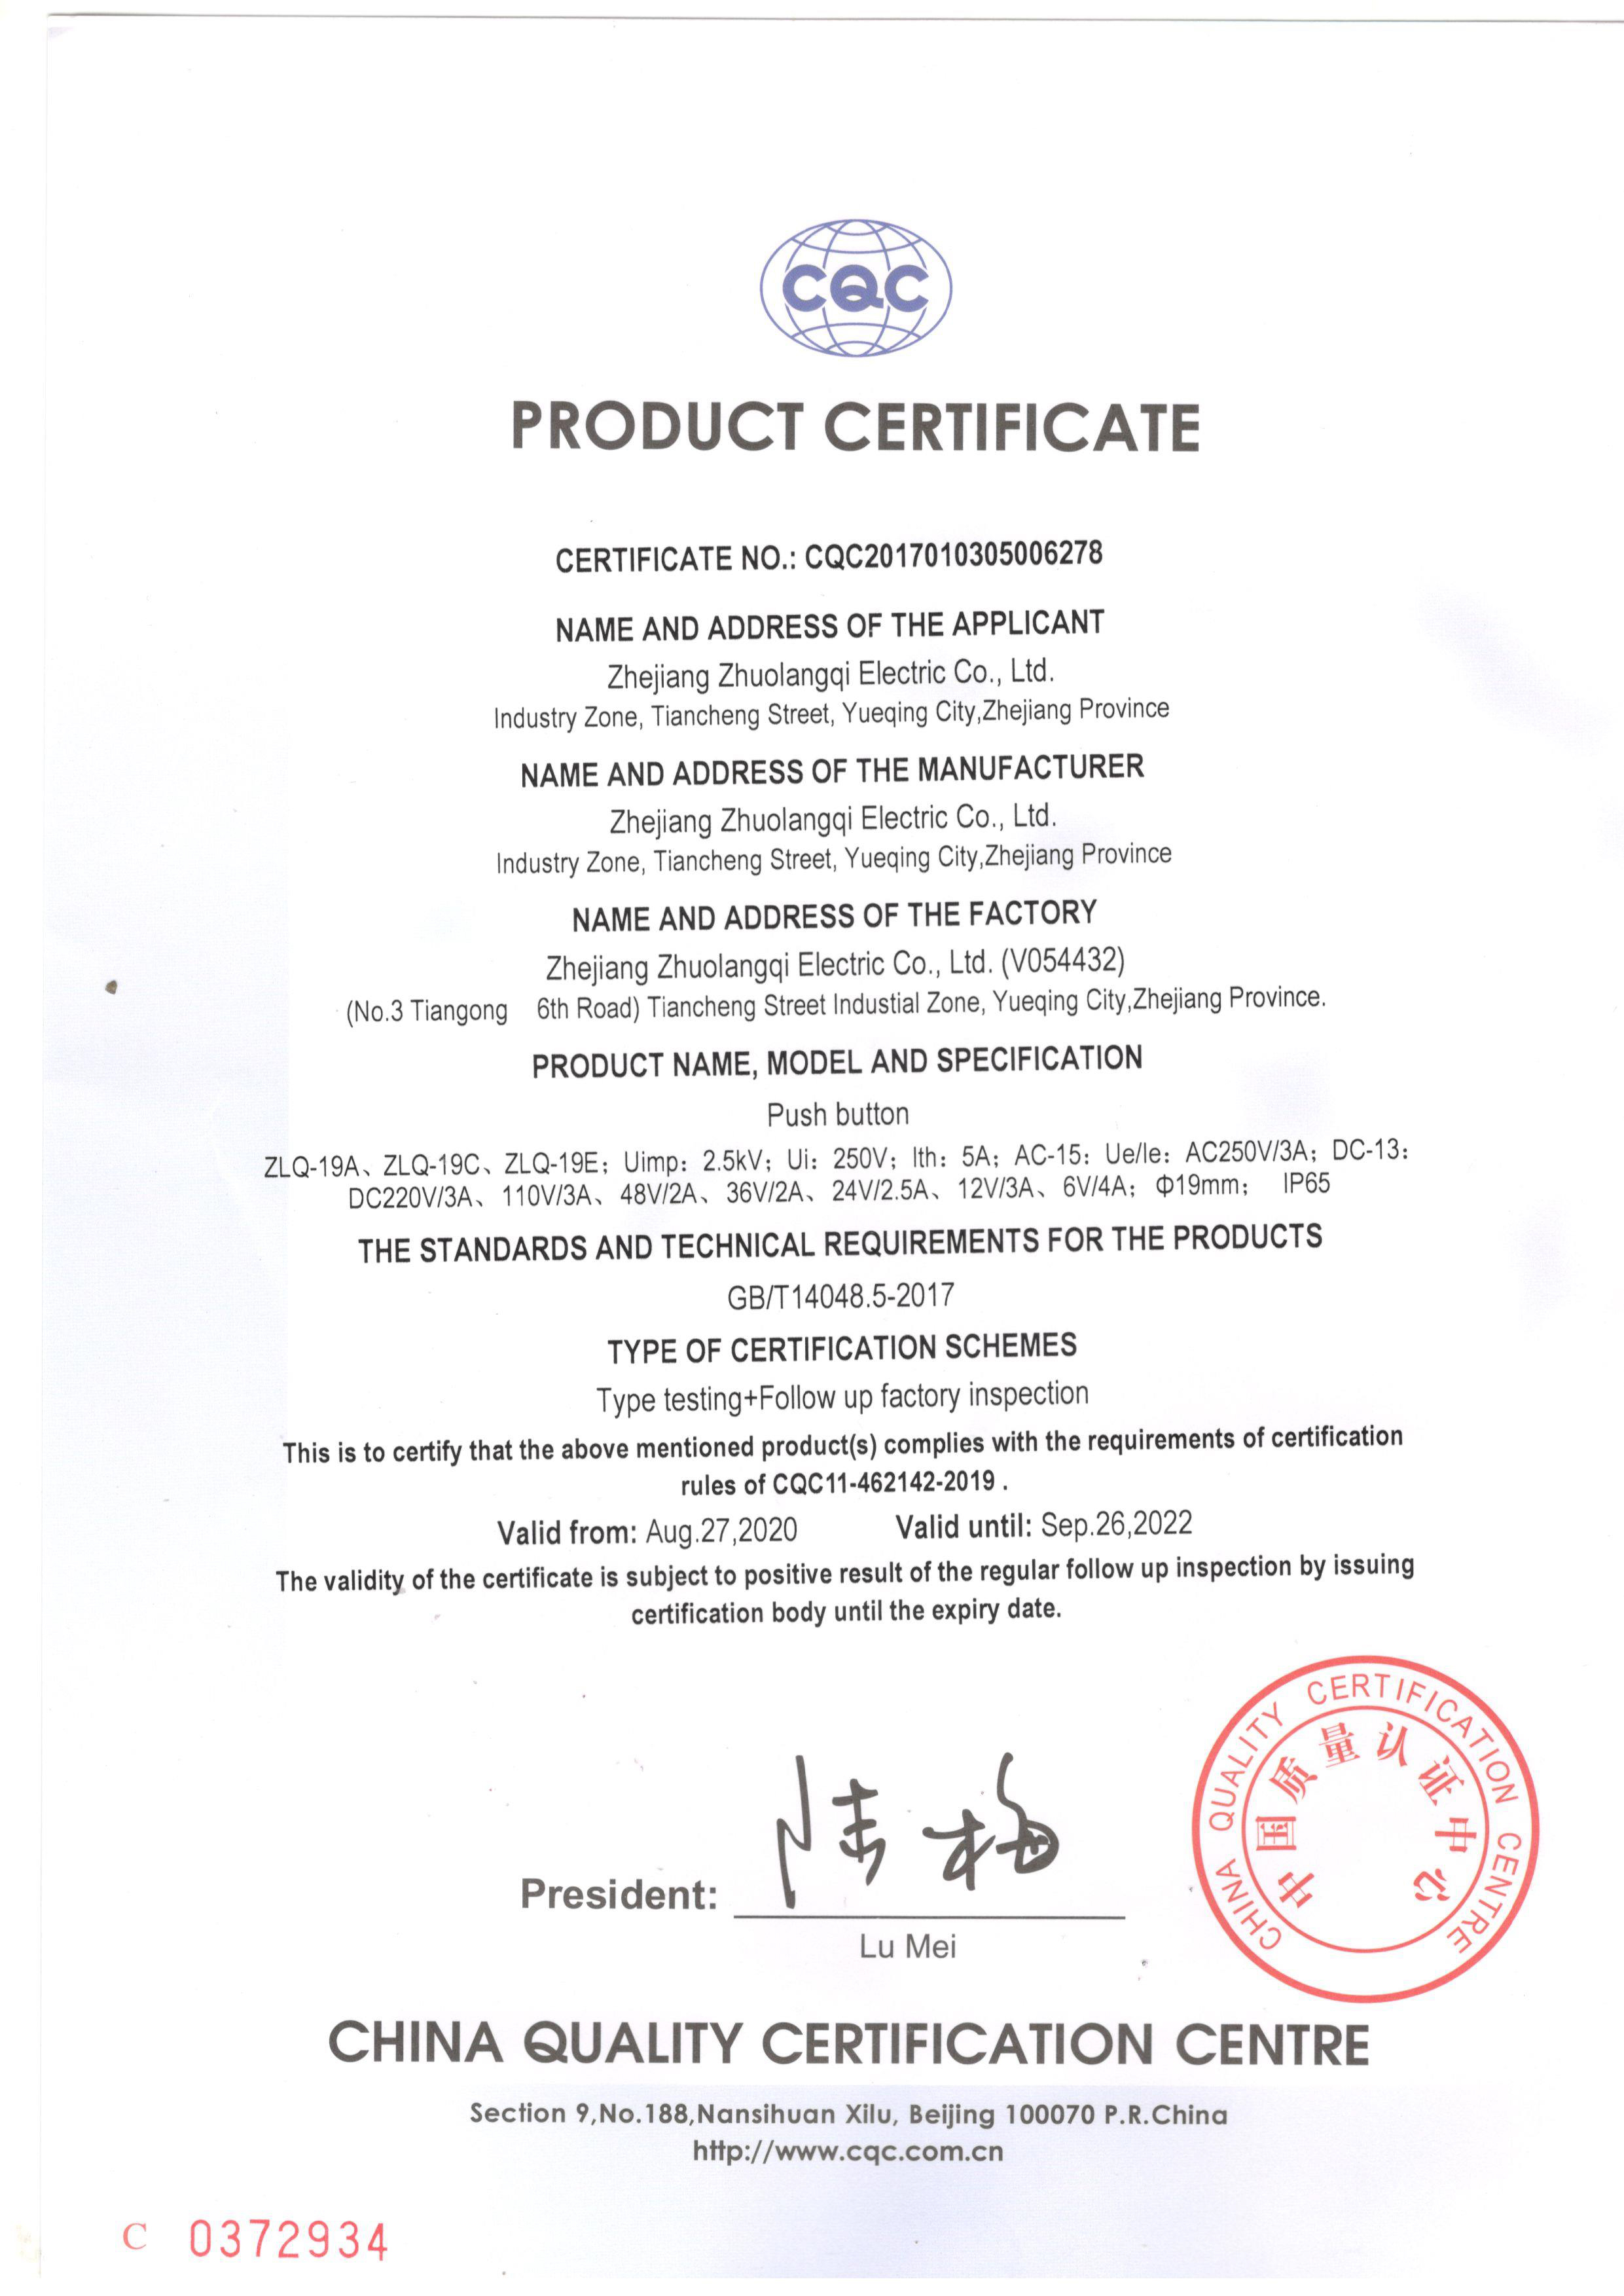 CQC
PRODUCT CERTIFICATE
CERTIFICATE NO.: CQC2017010305006278
NAME AND ADDRESS OF THE APPLICANT
Zhejiang Zhuolangqi Electric Co., Ltd.
Industry Zone, Tiancheng Street, Yueqing City,Zhejiang Province
NAME AND ADDRESS OF THE MANUFACTURER
Zhejiang Zhuolangqi Electric Co., Ltd.
Industry Zone, Tiancheng Street, Yueqing City,Zhejiang Province
NAME AND ADDRESS OF THE FACTORY
Zhejiang Zhuolangqi Electric Co., Ltd. (V054432)
(No.3 Tiangong 6th Road) Tiancheng Street Industial Zone, Yueqing City,Zhejiang Province.
PRODUCT NAME, MODEL AND SPECIFICATION
Push button
ZLQ-19A、ZLQ-19C、ZLQ-19E；Uimp：2.5kV；Ui：250V；Ith：5A；AC-15：Ue/Ie：AC250V/3A；DC-13：
DC220V/3A、110V/3A、48V/2A、36V/2A、24V/2.5A、12V/3A、6V/4A；Φ19mm； IP65
THE STANDARDS AND TECHNICAL REQUIREMENTS FOR THE PRODUCTS
GB/T14048.5-2017
TYPE OF CERTIFICATION SCHEMES
Type testing+Follow up factory inspection
This is to certify that the above mentioned product(s) complies with the requirements of certification
rules of CQC11-462142-2019 .
Valid from: Aug.27,2020 Valid until: Sep.26,2022
The validity of the certificate is subject to positive result of the regular follow up inspection by issuing
certification body until the expiry date.
CHINA QUALITY CERTIFICATION CENTRE
中国质量认证中心
President: 陆梅
Lu Mei
CHINA QUALITY CERTIFICATION CENTRE
Section 9,No.188,Nansihuan Xilu, Beijing 100070 P.R.China
http://www.cqc.com.cn
C 0372934